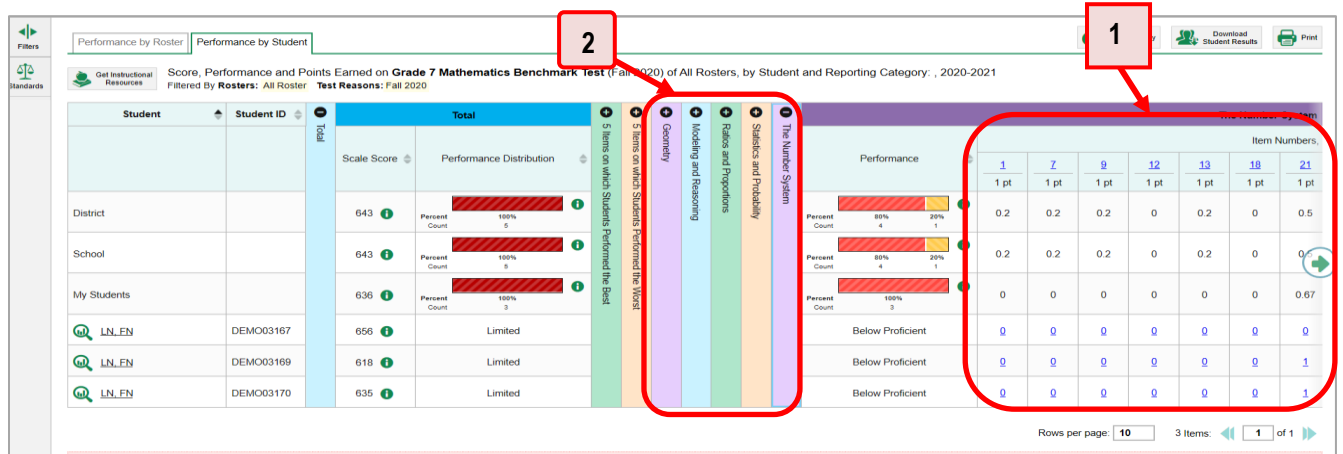 2
1
Filters
Standards
Performance by Roster
Performance by Student
Download
Student Results
Print
Get Instructional
Resources
Score, Performance and Points Earned on Grade 7 Mathematics Benchmark Test (Fall 2020) of All Rosters, by Student and Reporting Category: , 2020-2021
Filtered By Rosters: All Roster Test Reasons: Fall 2020
Student Student ID Total The Number System
Total
5 Items on which Students Performed the Best
5 Items on which Students Performed the Worst
Geometry
Modeling and Reasoning
Ratios and Proportions
Statistics and Probability
The Number System
Item Numbers,
Scale Score Performance Distribution Performance
1 7 9 12 13 18 21
1 pt 1 pt 1 pt 1 pt 1 pt 1 pt 1 pt
District 643 Percent 100% Percent 80% 20% 0.2 0.2 0.2 0 0.2 0 0.5
Count 5 Count 4 1
School 643 Percent 100% Percent 80% 20% 0.2 0.2 0.2 0 0.2 0
Count 5 Count 4 1
My Students 636 Percent 100% Percent 100% 0 0 0 0 0 0 0.67
Count 3 Count 3
LN, FN DEMO03167 656 Limited Below Proficient 0 0 0 0 0 0 0
LN, FN DEMO03169 618 Limited Below Proficient 0 0 0 0 0 0 1
LN, FN DEMO03170 635 Limited Below Proficient 0 0 0 0 0 0 1
Rows per page: 10 3 Items: 1 of 1